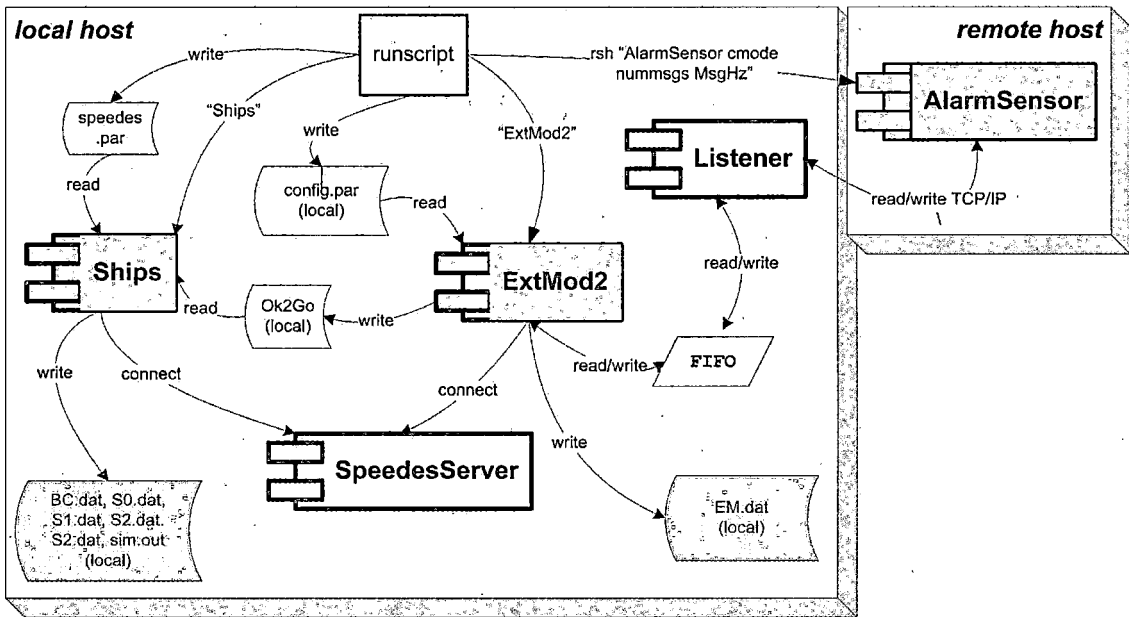 local host
remote host
runscript
rsh "AlarmSensor cmode
nummsgs MsgHz"
write
"Ships"
write
"ExtMod2"
AlarmSensor
speedes
.par
Listener
read
config.par
(local)
read
read/write TCP/IP
Ships
ExtMod2
read/write
read
Ok2Go
(local)
write
write
connect
connect
read/write
FIFO
write
SpeedesServer
BC.dat, S0.dat,
S1.dat, S2.dat.
S2.dat, sim.out
(local)
EM.dat
(local)